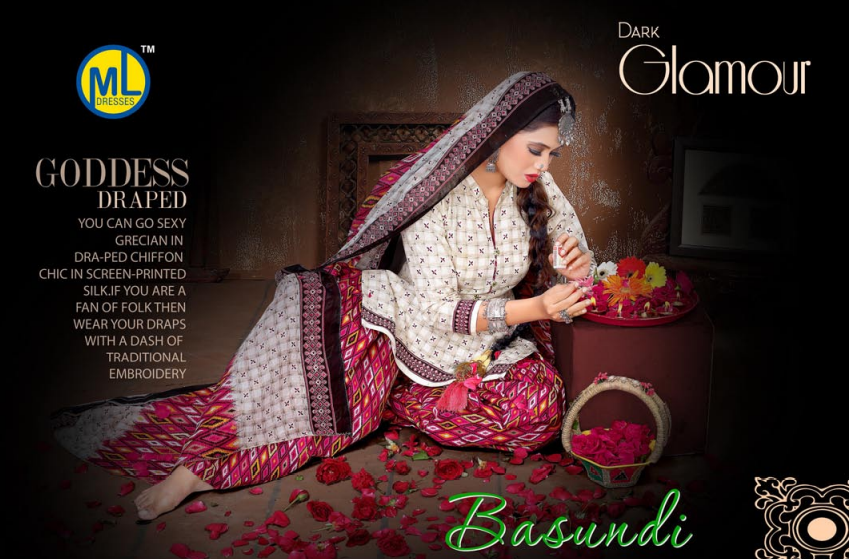 ML
DRESSES
TM
DARK
Glamour
GODDESS
DRAPED
YOU CAN GO SEXY
GRECIAN IN
DRA-PED CHIFFON
CHIC IN SCREEN-PRINTED
SILK.IF YOU ARE A
FAN OF FOLK THEN
WEAR YOUR DRAPS
WITH A DASH OF
TRADITIONAL
EMBROIDERY
Basundi